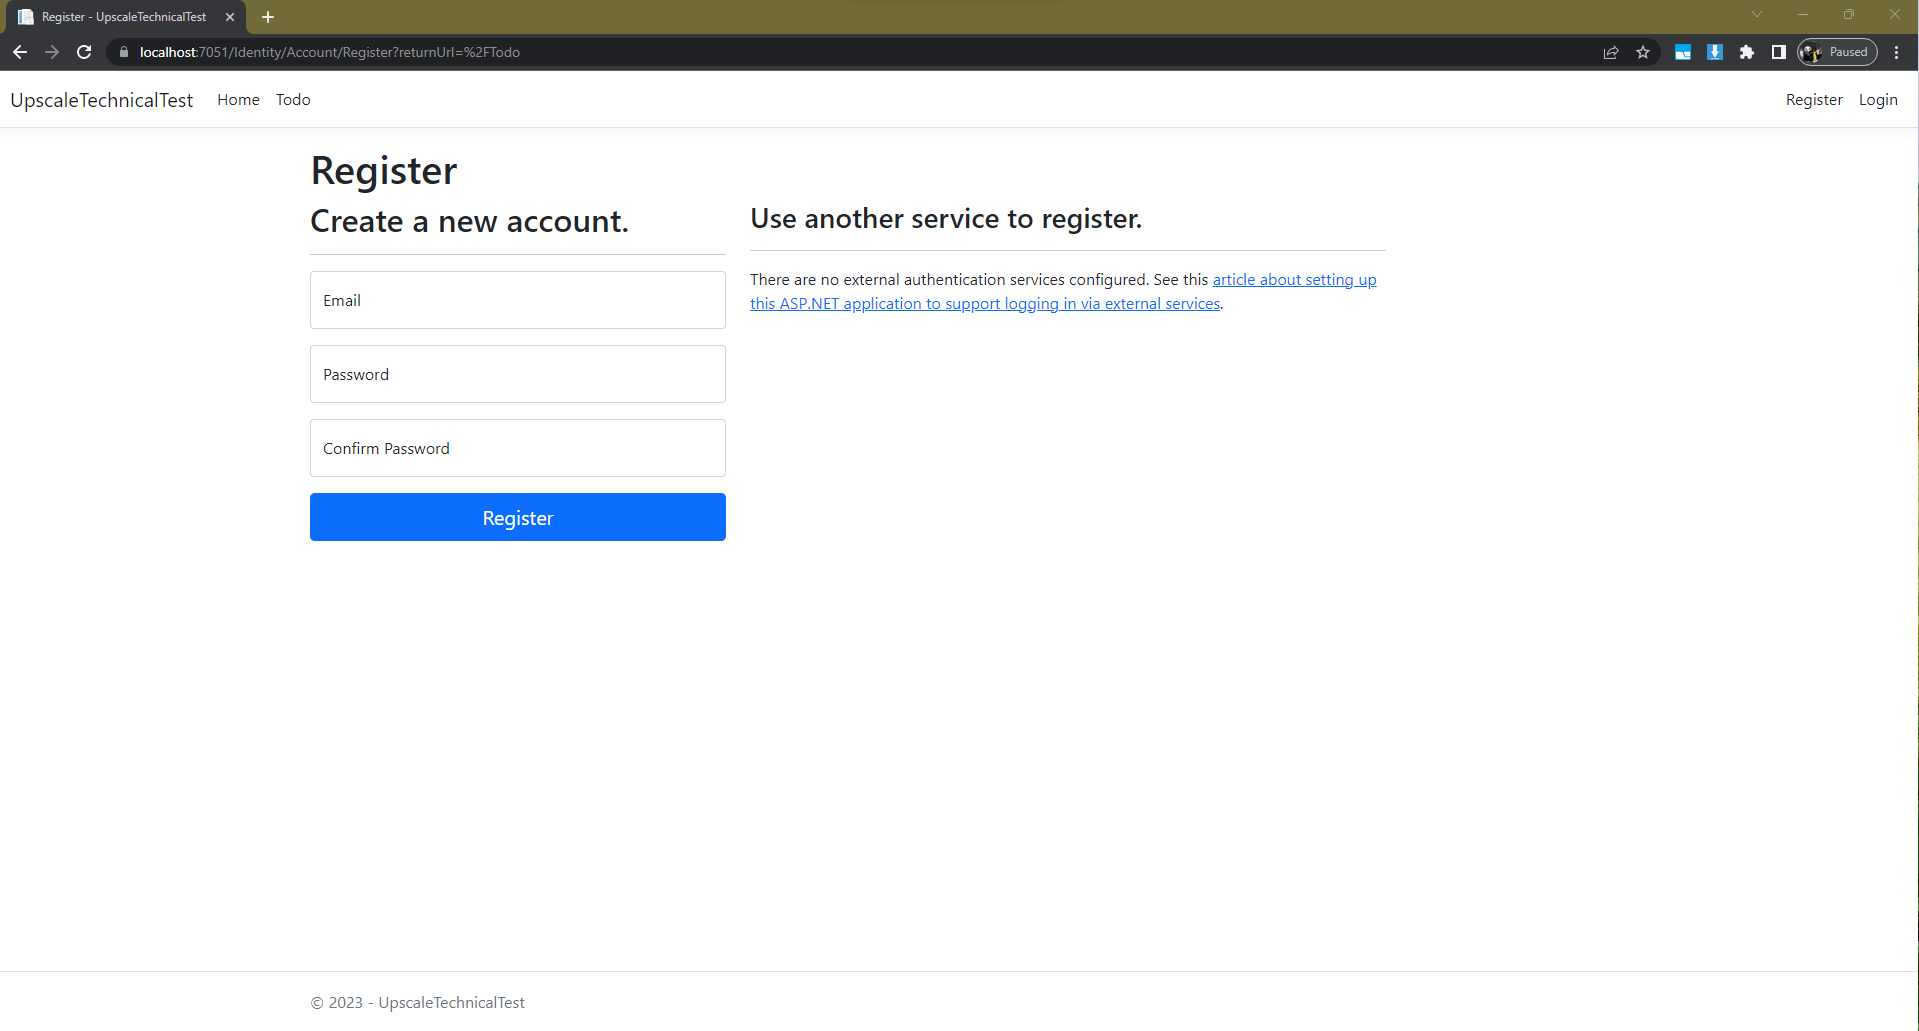 Register - UpscaleTechnicalTest
localhost:7051/Identity/Account/Register?returnUrl=%2FTodo
Paused
UpscaleTechnicalTest Home Todo Register Login
Register
Create a new account.
Email
Password
Confirm Password
Register
Use another service to register.
There are no external authentication services configured. See this article about setting up
this ASP.NET application to support logging in via external services.
© 2023 - UpscaleTechnicalTest